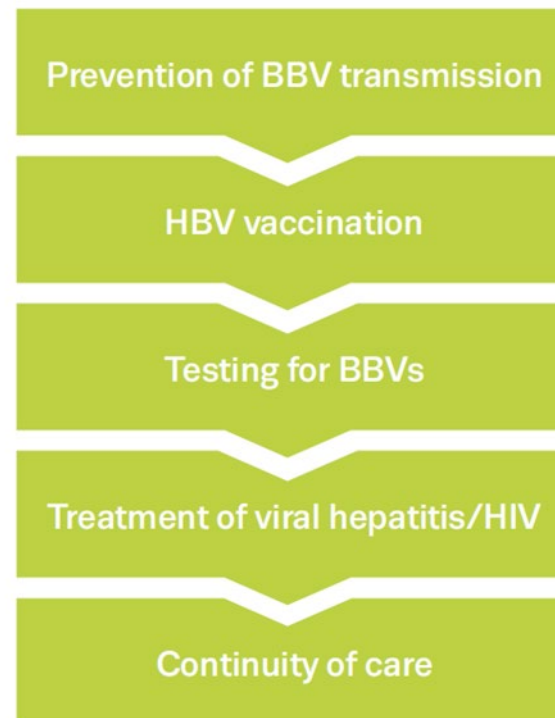 Prevention of BBV transmission
HBV vaccination
Testing for BBVs
Treatment of viral hepatitis/HIV
Continuity of care